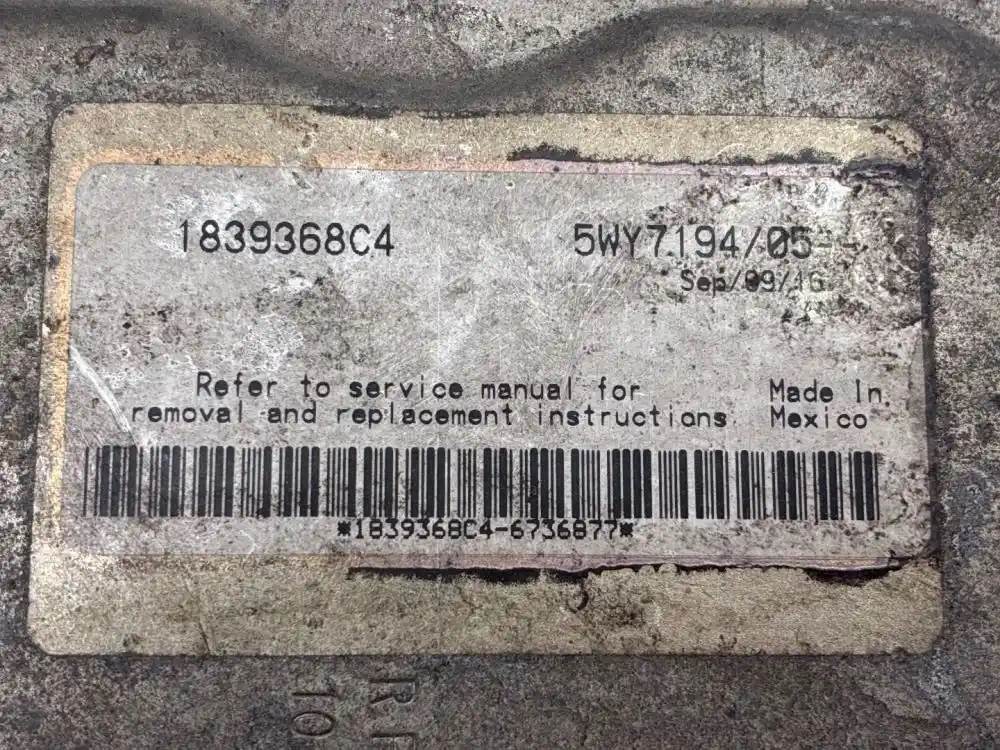 1839368C4 5WY7194/05--
Sep/09/16
Refer to service manual for
removal and replacement instructions.
Made In
Mexico
*1839368C4-6736877*